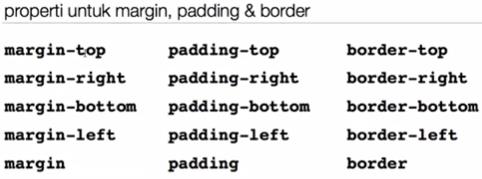 properti untuk margin, padding & border
margin-top padding-top border-top
margin-right padding-right border-right
margin-bottom padding-bottom border-bottom
margin-left padding-left border-left
margin padding border